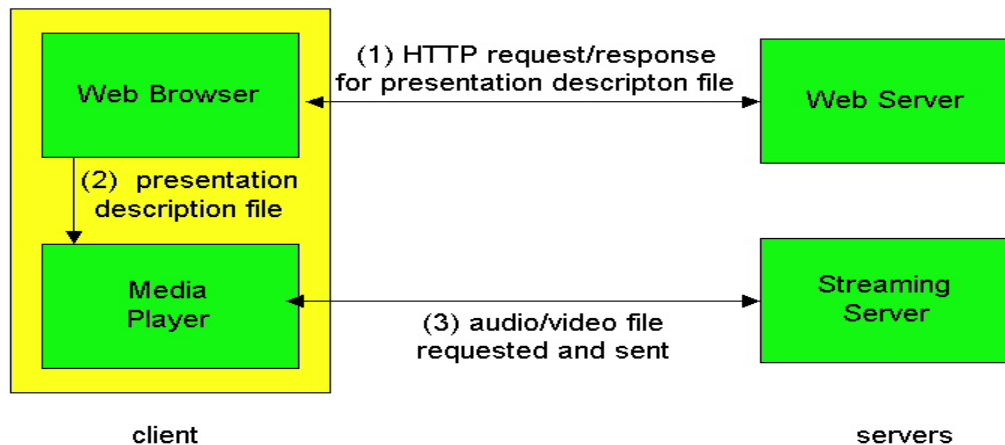 Web Browser
(1) HTTP request/response
for presentation descripton file
Web Server
(2) presentation
description file
Media
Player
(3) audio/video file
requested and sent
Streaming
Server
client
servers